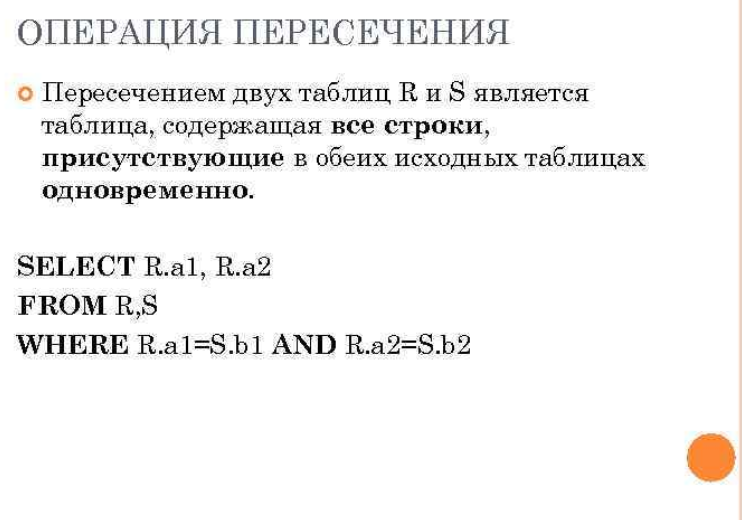 ОПЕРАЦИЯ ПЕРЕСЕЧЕНИЯ
Пересечением двух таблиц R и S является
таблица, содержащая все строки,
присутствующие в обеих исходных таблицах
одновременно.
SELECT R.a1, R.a2
FROM R,S
WHERE R.a1=S.b1 AND R.a2=S.b2